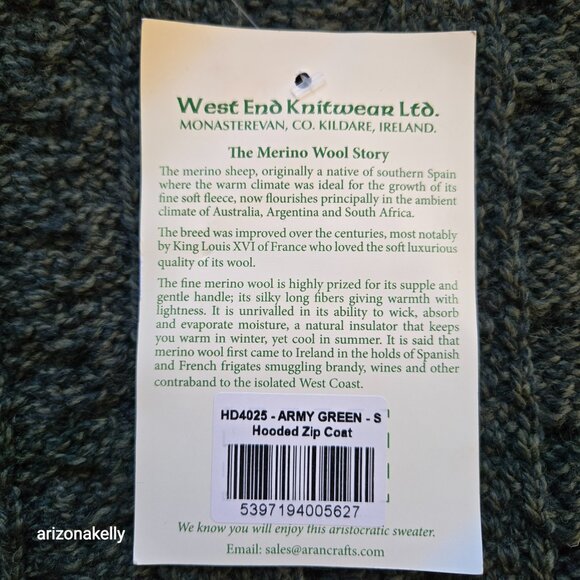 West End Knitwear Ltd.
MONASTEREVAN, CO. KILDARE, IRELAND.
The Merino Wool Story
The merino sheep, originally a native of southern Spain
where the warm climate was ideal for the growth of its
fine soft fleece, now flourishes principally in the ambient
climate of Australia, Argentina and South Africa.
The breed was improved over the centuries, most notably
by King Louis XVI of France who loved the soft luxurious
quality of its wool.
The fine merino wool is highly prized for its supple and
gentle handle; its silky long fibers giving warmth with
lightness. It is unrivalled in its ability to wick, absorb
and evaporate moisture, a natural insulator that keeps
you warm in winter, yet cool in summer. It is said that
merino wool first came to Ireland in the holds of Spanish
and French frigates smuggling brandy, wines and other
contraband to the isolated West Coast.
HD4025 - ARMY GREEN - S
Hooded Zip Coat
5397194005627
We know you will enjoy this aristocratic sweater.
Email: sales@arancrafts.com
arizonakelly